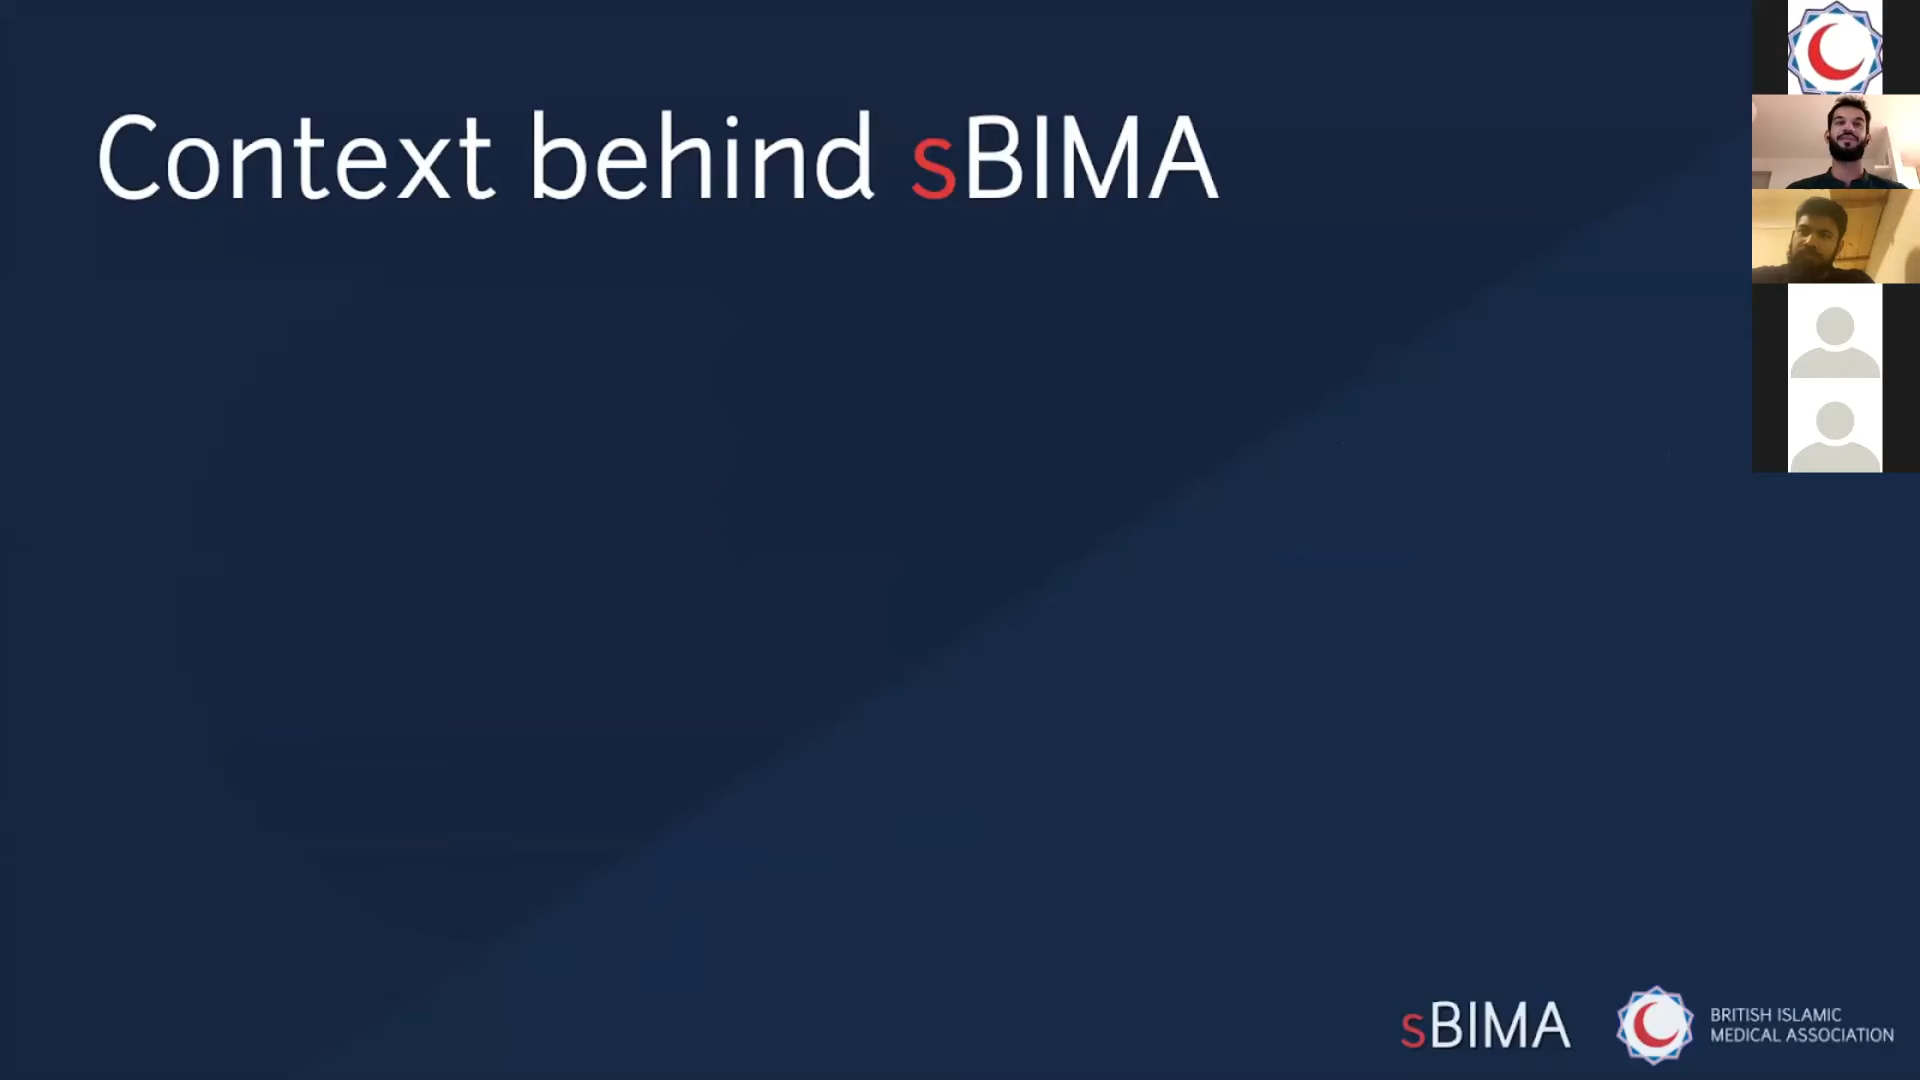 Context behind sBIMA
sBIMA
BRITISH ISLAMIC
MEDICAL ASSOCIATION